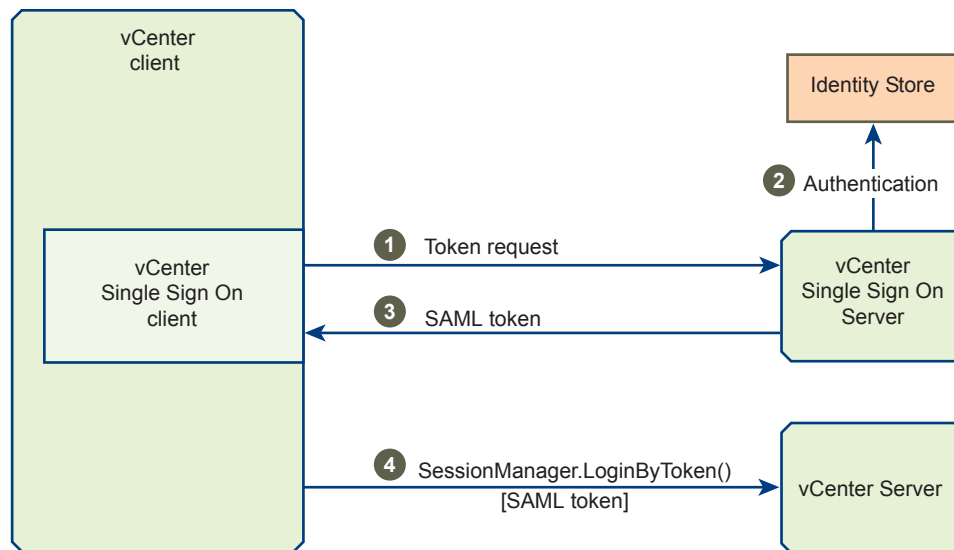 vCenter
client
Identity Store
2 Authentication
1 Token request
vCenter
Single Sign On
client
vCenter
Single Sign On
Server
3 SAML token
4 SessionManager.LoginByToken()
[SAML token]
vCenter Server